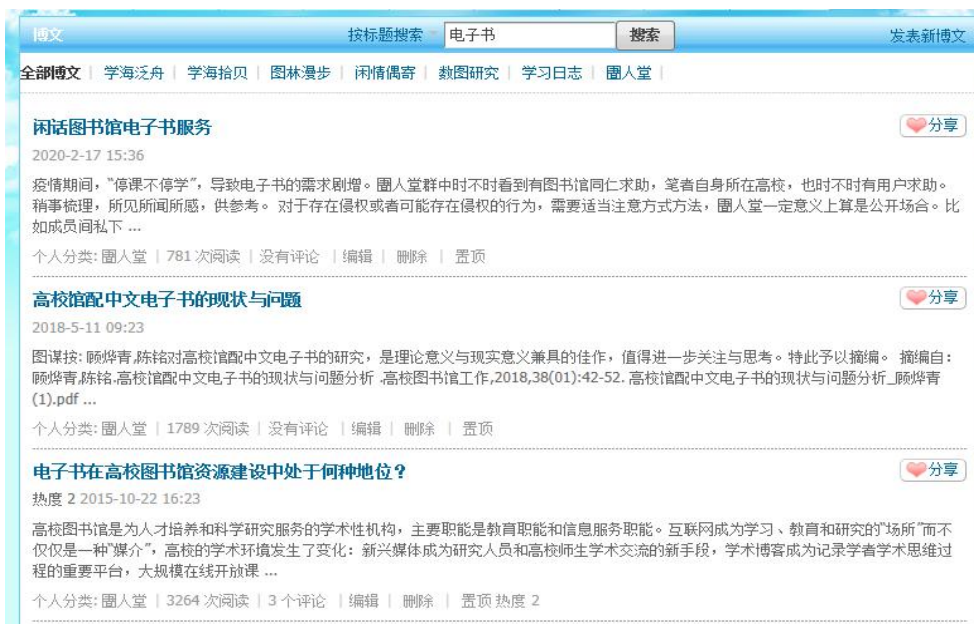 博文 按标题搜索 电子书 搜索 发表新博文
全部博文 | 学海泛舟 | 学海拾贝 | 图林漫步 | 闲情偶寄 | 数图研究 | 学习日志 | 圕人堂 |
闲话图书馆电子书服务 分享
2020-2-17 15:36
疫情期间，“停课不停学”，导致电子书的需求剧增。圕人堂群中时不时看到有图书馆同仁求助，笔者自身所在高校，也时不时有用户求助。
稍事梳理，所见所闻所感，供参考。 对于存在侵权或者可能存在侵权的行为，需要适当注意方式方法，圕人堂一定意义上算是公开场合。比
如成员间私下 ...
个人分类: 圕人堂 | 781 次阅读 | 没有评论 | 编辑 | 删除 | 置顶
高校馆配中文电子书的现状与问题 分享
2018-5-11 09:23
图谋按: 顾烨青,陈铭对高校馆配中文电子书的研究，是理论意义与现实意义兼具的佳作，值得进一步关注与思考。特此予以摘编。 摘编自：
顾烨青,陈铭.高校馆配中文电子书的现状与问题分析 .高校图书馆工作,2018,38(01):42-52. 高校馆配中文电子书的现状与问题分析_顾烨青
(1).pdf ...
个人分类: 圕人堂 | 1789 次阅读 | 没有评论 | 编辑 | 删除 | 置顶
电子书在高校图书馆资源建设中处于何种地位？ 分享
热度 2 2015-10-22 16:23
高校图书馆是为人才培养和科学研究服务的学术性机构，主要职能是教育职能和信息服务职能。互联网成为学习、教育和研究的“场所”而不
仅仅是一种“媒介”，高校的学术环境发生了变化：新兴媒体成为研究人员和高校师生学术交流的新手段，学术博客成为记录学者学术思维过
程的重要平台，大规模在线开放课 ...
个人分类: 圕人堂 | 3264 次阅读 | 3 个评论 | 编辑 | 删除 | 置顶 热度 2